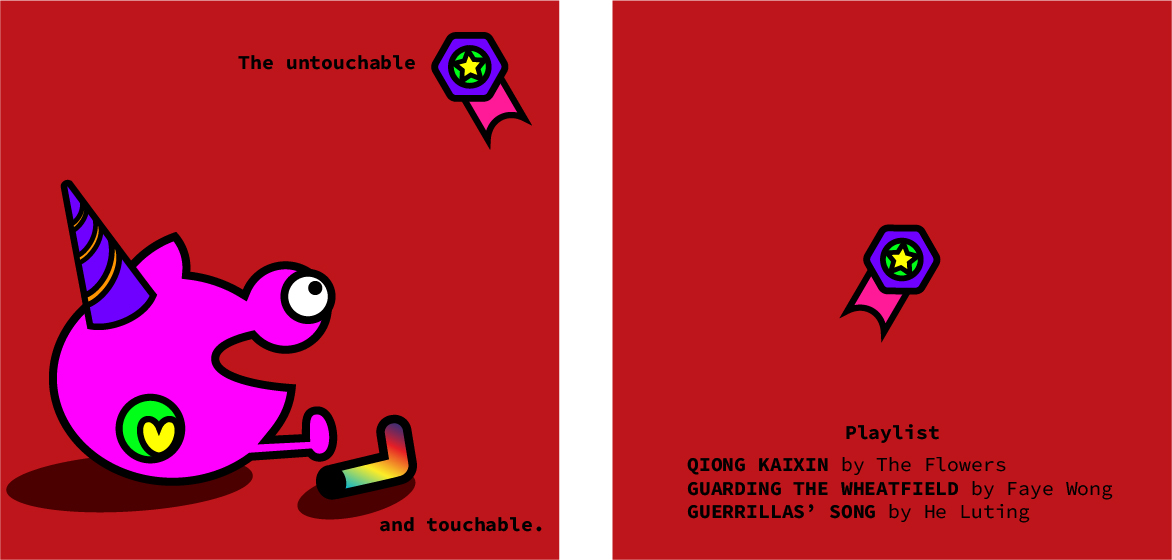 The untouchable
and touchable.
Playlist
QIONG KAIXIN by The Flowers
GUARDING THE WHEATFIELD by Faye Wong
GUERRILLAS’ SONG by He Luting